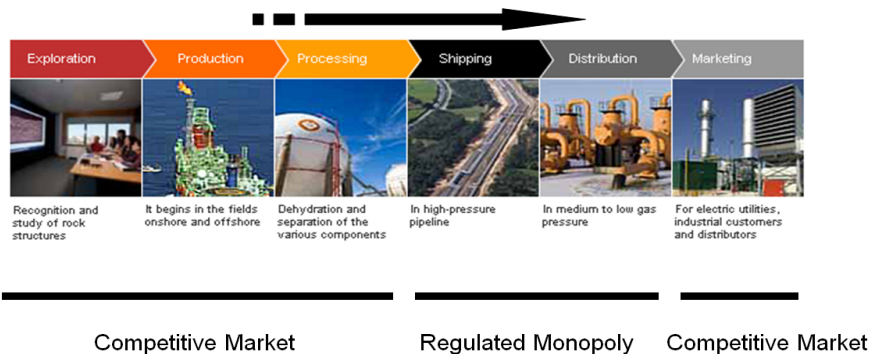 Exploration
Production
Processing
Shipping
Distribution
Marketing
Recognition and
study of rock
structures
It begins in the fields
onshore and offshore
Dehydration and
separation of the
various components
In high-pressure
pipeline
In medium to low gas
pressure
For electric utilities,
industrial customers
and distributors
Competitive Market
Regulated Monopoly
Competitive Market